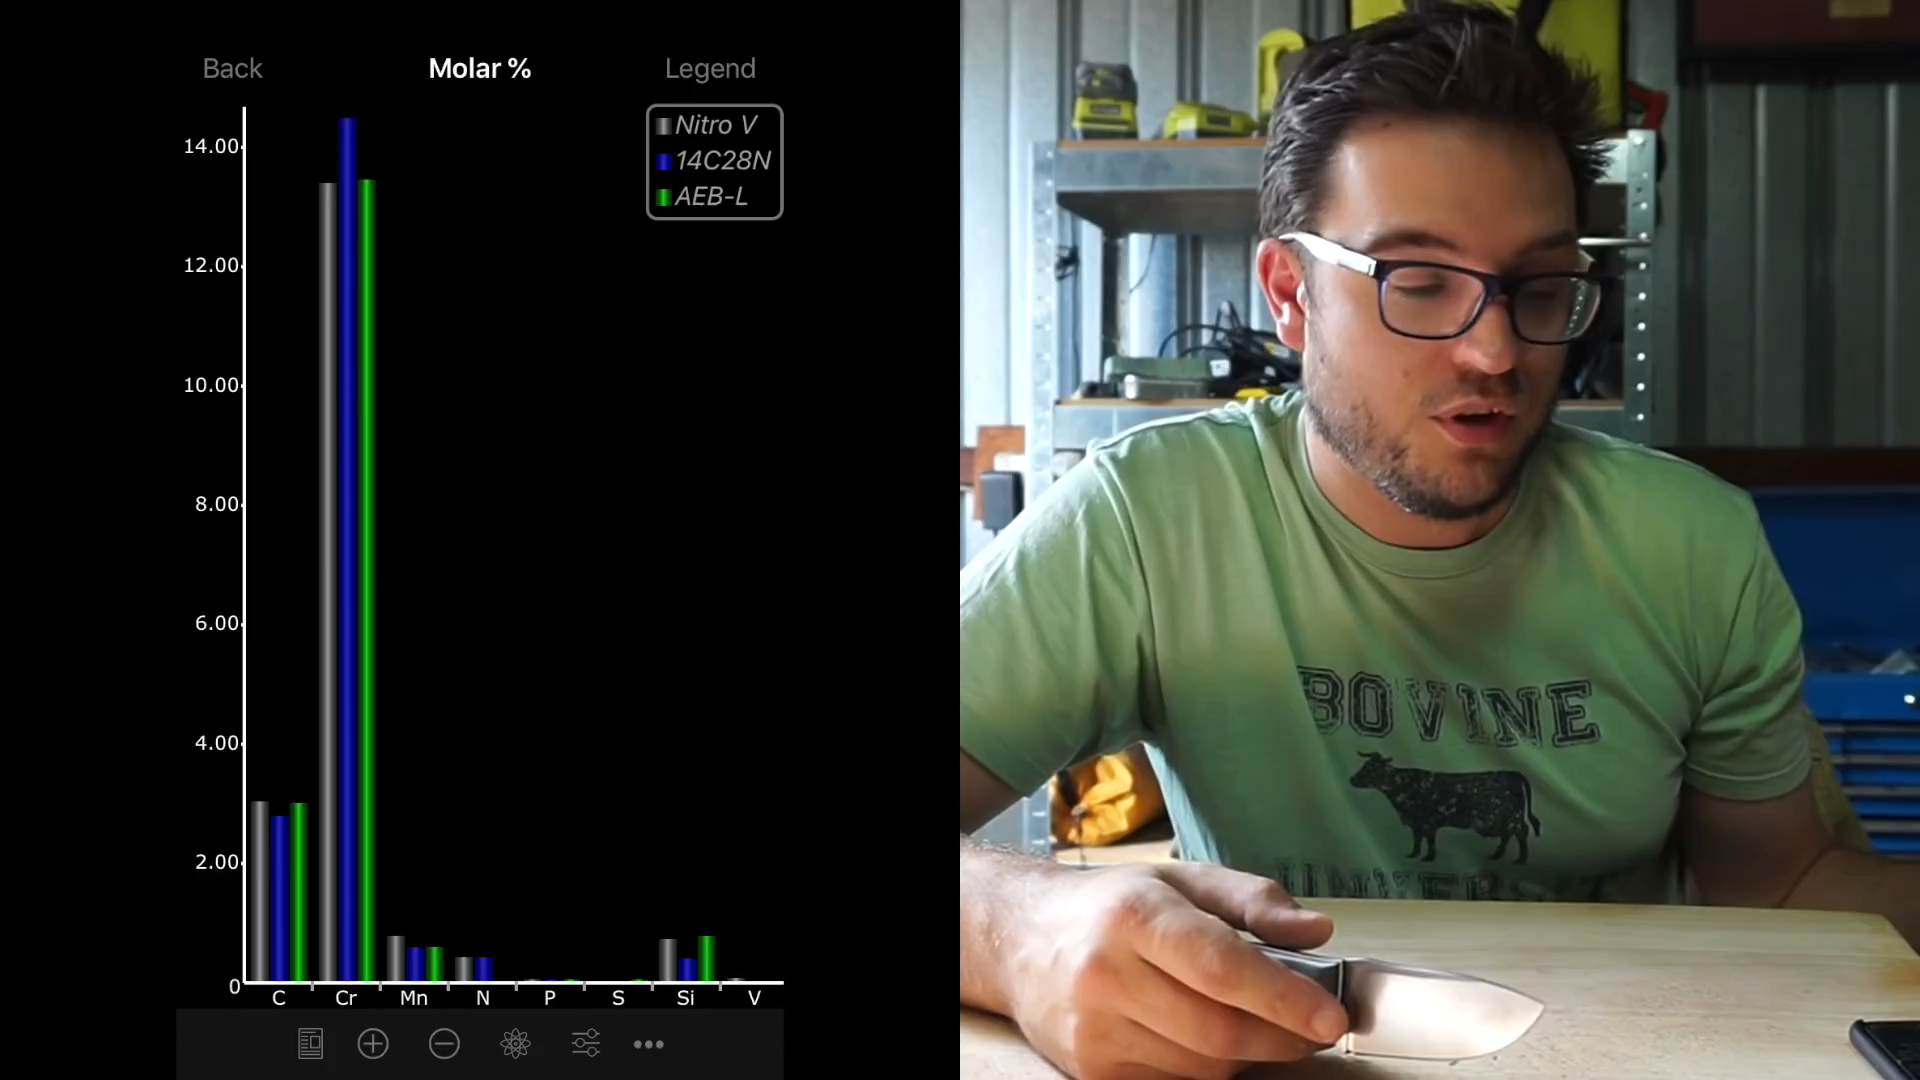 Back
Molar %
Legend
Nitro V
14C28N
AEB-L
14.00
12.00
10.00
8.00
6.00
4.00
2.00
0
C Cr Mn N P S Si V
BOVINE